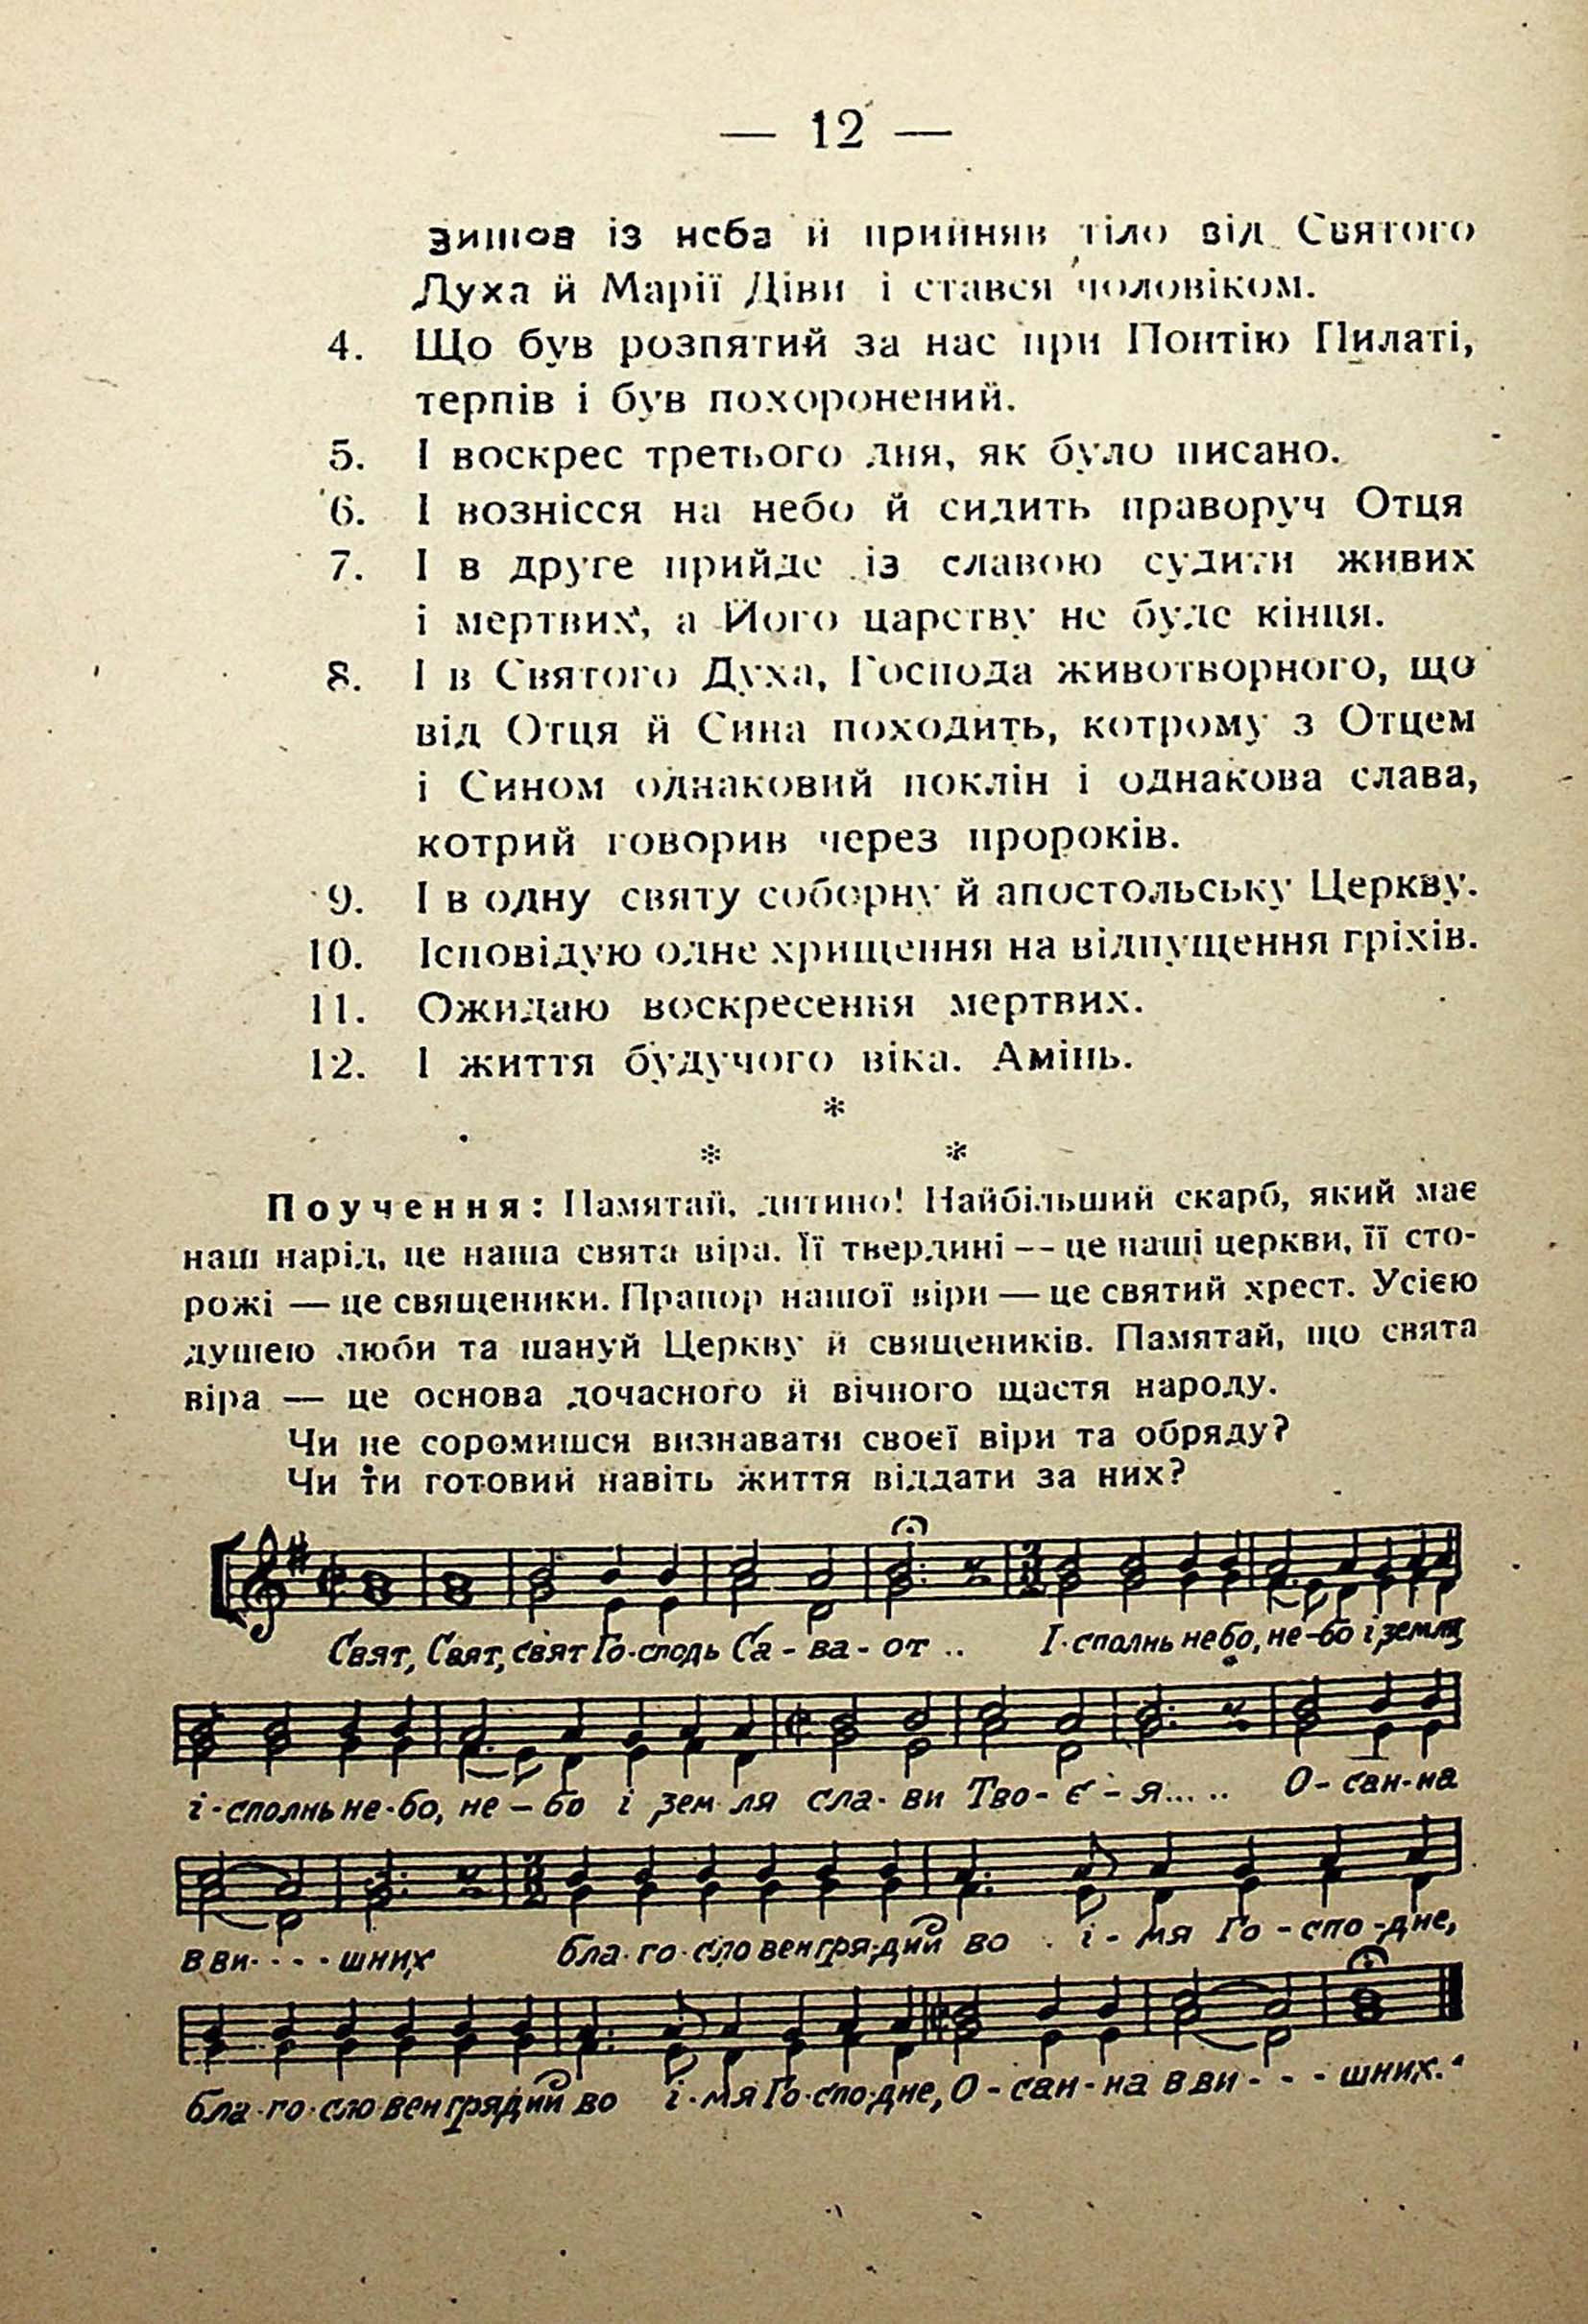 — 12 —
зишов із неба й прийняв тіло від Святого
Духа й Марії Діви і стався чоловіком.
4. Що був розпятий за нас при Понтію Пилаті,
терпів і був похоронений.
5. І воскрес третього дня, як було писано.
6. І вознісся на небо й сидить праворуч Отця
7. І в друге прийде із славою судити живих
і мертвих, а Його царству не буде кінця.
8. І в Святого Духа, Господа животворного, що
від Отця й Сина походить, котрому з Отцем
і Сином однаковий поклін і однакова слава,
котрий говорив через пророків.
9. І в одну святу соборну й апостольську Церкву.
10. Ісповідую одне хрищення на відпущення гріхів.
11. Ожидаю воскресення мертвих.
12. І життя будучого віка. Амінь.
*
* *
Поучення: Памятай, дитино! Найбільший скарб, який має
наш нарід, це наша свята віра. Її твердині — це наші церкви, її сто-
рожі — це священики. Прапор нашої віри — це святий хрест. Усією
душею люби та шануй Церкву й священиків. Памятай, що свята
віра — це основа дочасного й вічного щастя народу.
Чи не соромишся визнавати своєї віри та обряду?
Чи ти готовий навіть життя віддати за них?
Свят, Свят, свят Го-сподь Са-ва-от .. І-сполнь небо, не-бо і земля
і-сполнь не-бо, не-бо і зем ля сла-ви Тво-є-я..... О-сан-на
в ви- - - -шних бла-го-сло вен гря-дий во і-мя Го-спо-дне,
бла-го-сло вен грядий во і-мя Го-спо-дне, О-сан-на в ви- - -шних.